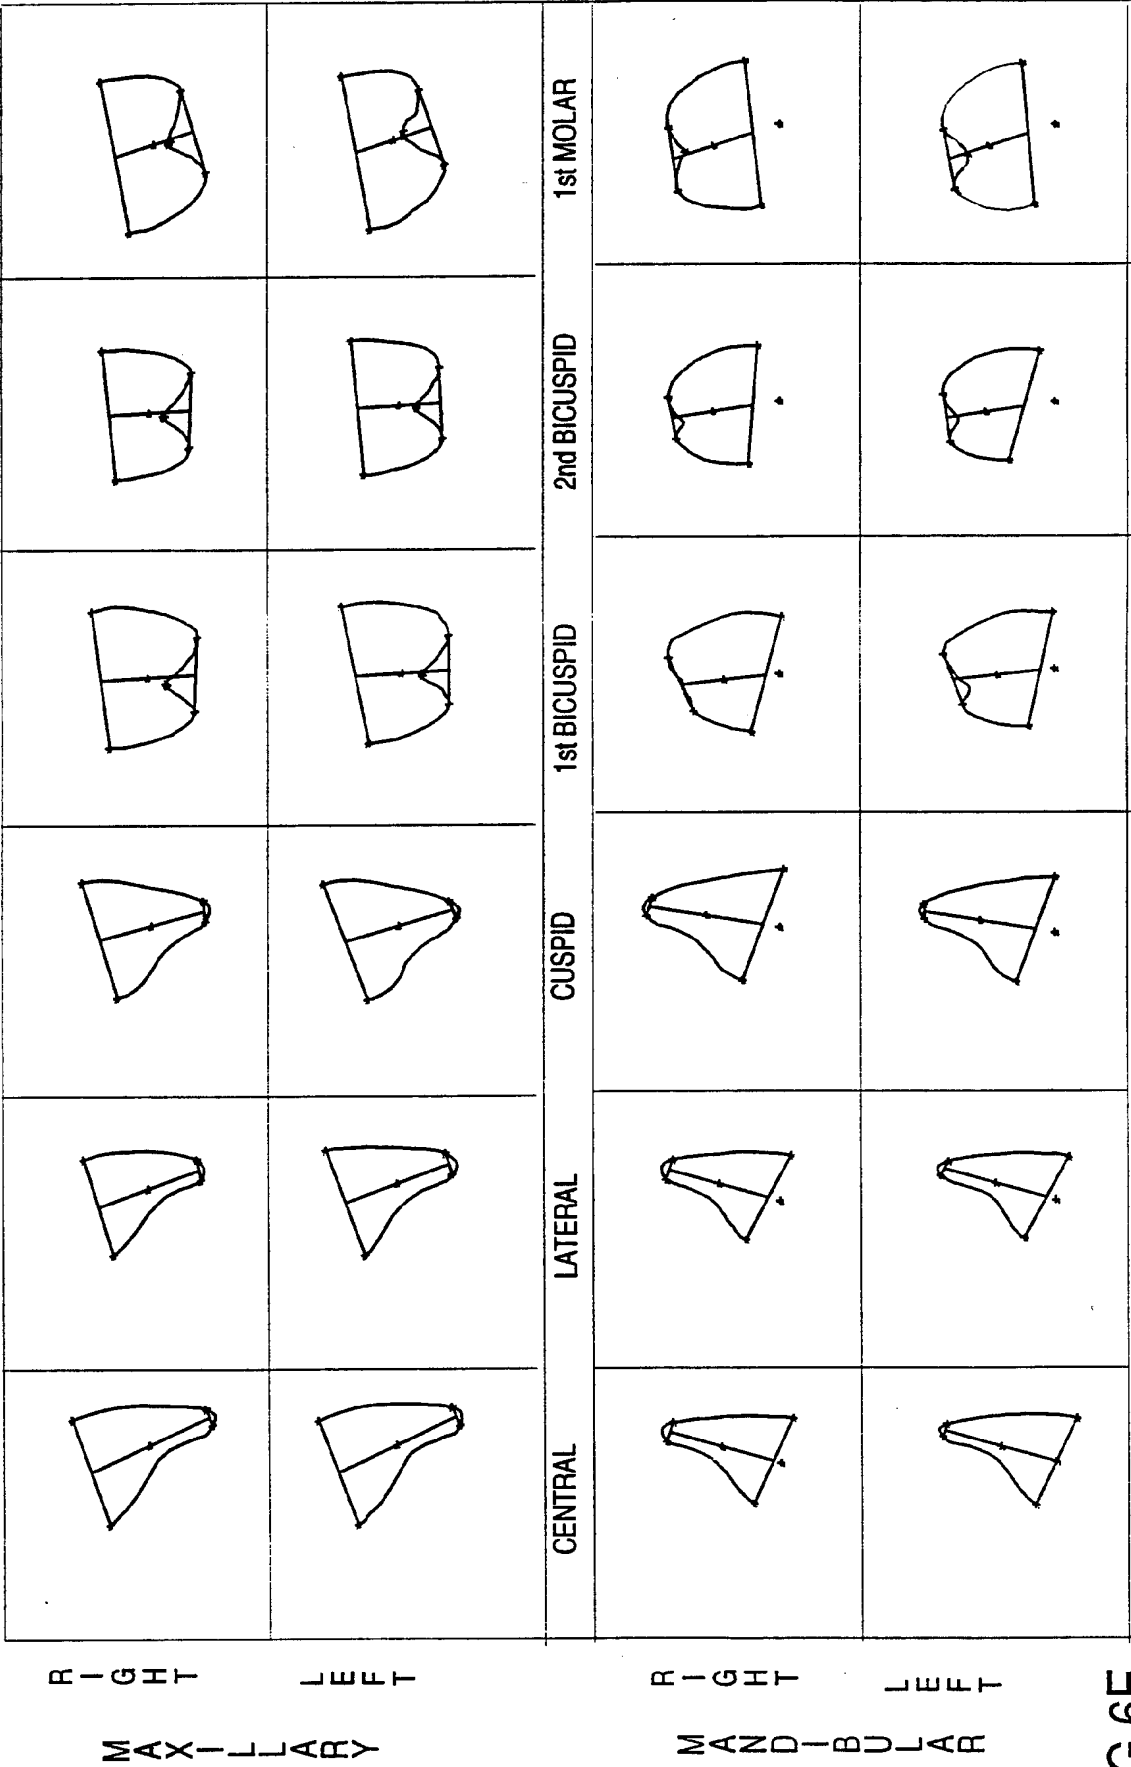 MAXILLARY
RIGHT
LEFT
CENTRAL
LATERAL
CUSPID
1st BICUSPID
2nd BICUSPID
1st MOLAR
MANDIBULAR
RIGHT
LEFT